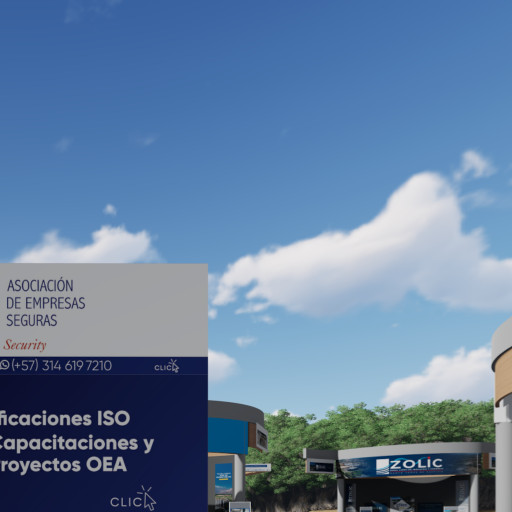 ASOCIACIÓN
DE EMPRESAS
SEGURAS
Security
(+57) 314 619 7210
CLIC
ficaciones ISO
Capacitaciones y
royectos OEA
CLIC
ZOLIC